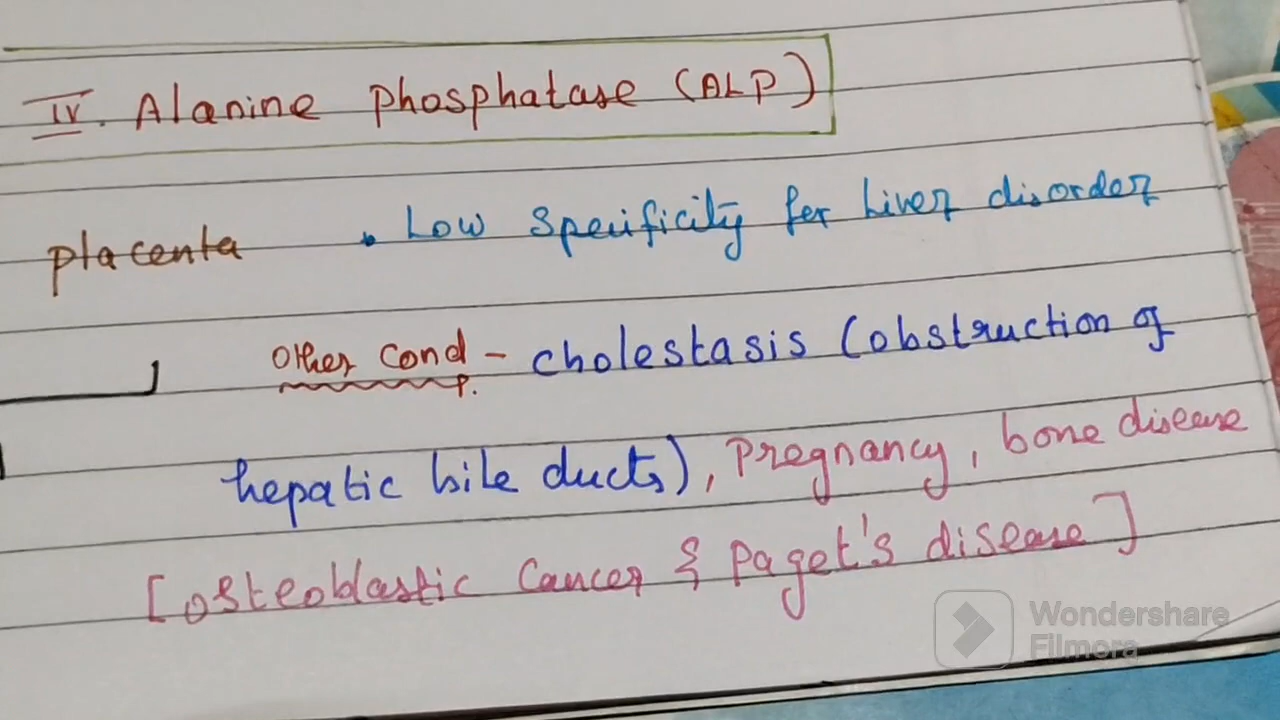 IV. Alanine phosphatase (ALP)
placenta • Low Specificity for Liver disorder
Other cond - cholestasis (obstruction of
P.
hepatic bile ducts), Pregnancy, bone disease
[osteoblastic Cancer & Paget's disease]
Wondershare
Filmora